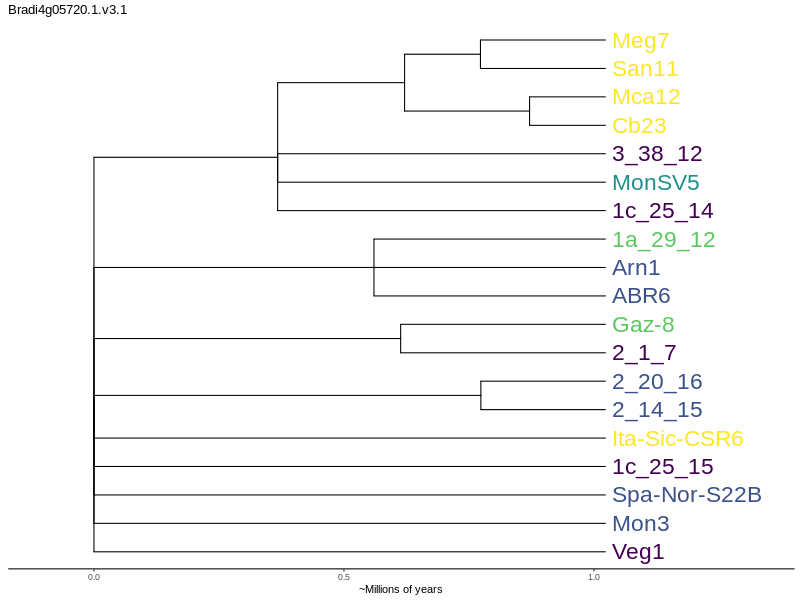 Bradi4g05720.1.v3.1
Meg7
San11
Mca12
Cb23
3_38_12
MonSV5
1c_25_14
1a_29_12
Arn1
ABR6
Gaz-8
2_1_7
2_20_16
2_14_15
Ita-Sic-CSR6
1c_25_15
Spa-Nor-S22B
Mon3
Veg1
0.0 0.5 1.0
~Millions of years